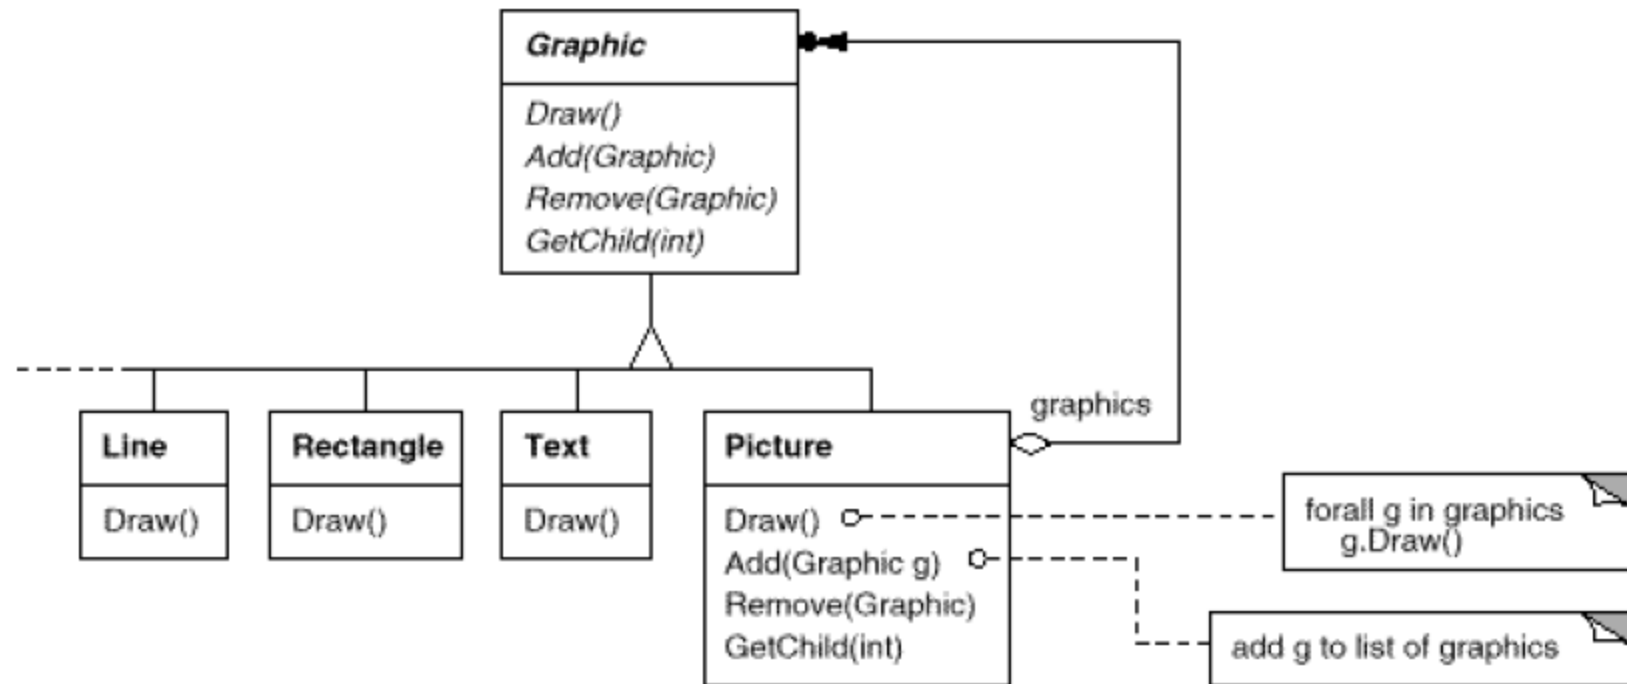 Graphic
Draw()
Add(Graphic)
Remove(Graphic)
GetChild(int)
graphics
Line
Draw()
Rectangle
Draw()
Text
Draw()
Picture
Draw()
Add(Graphic g)
Remove(Graphic)
GetChild(int)
forall g in graphics
g.Draw()
add g to list of graphics